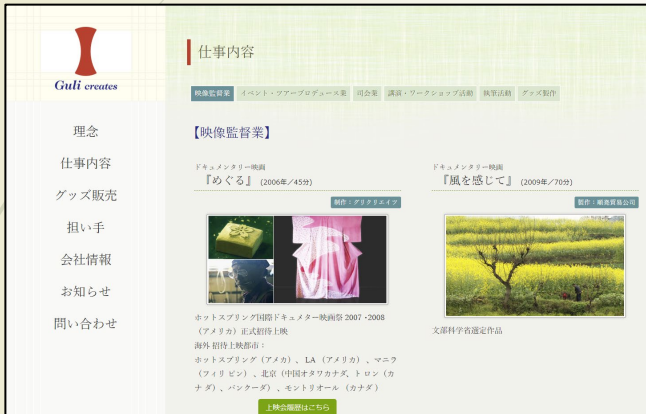 Guli creates
理念
仕事内容
グッズ販売
担い手
会社情報
お知らせ
問い合わせ
仕事内容
映像監督業 イベント・ツアープロデュース業 司会業 講演・ワークショップ活動 執筆活動 グッズ製作
【映像監督業】
ドキュメンタリー映画
『めぐる』 (2006年/45分)
制作:グリクリエイツ
ホットスプリング国際ドキュメター映画祭 2007・2008
(アメリカ)正式招待上映
海外 招待上映都市:
ホットスプリング(アメカ)、LA(アメリカ)、マニラ
(フィリ ピン)、北京(中国オタワカナダ、ト ロン(カ
ナ ダ)、バンクーダ)、モントリオール(カナダ)
上映会履歴はこちら
ドキュメンタリー映画
『風を感じて』 (2009年/70分)
文部科学省選定作品